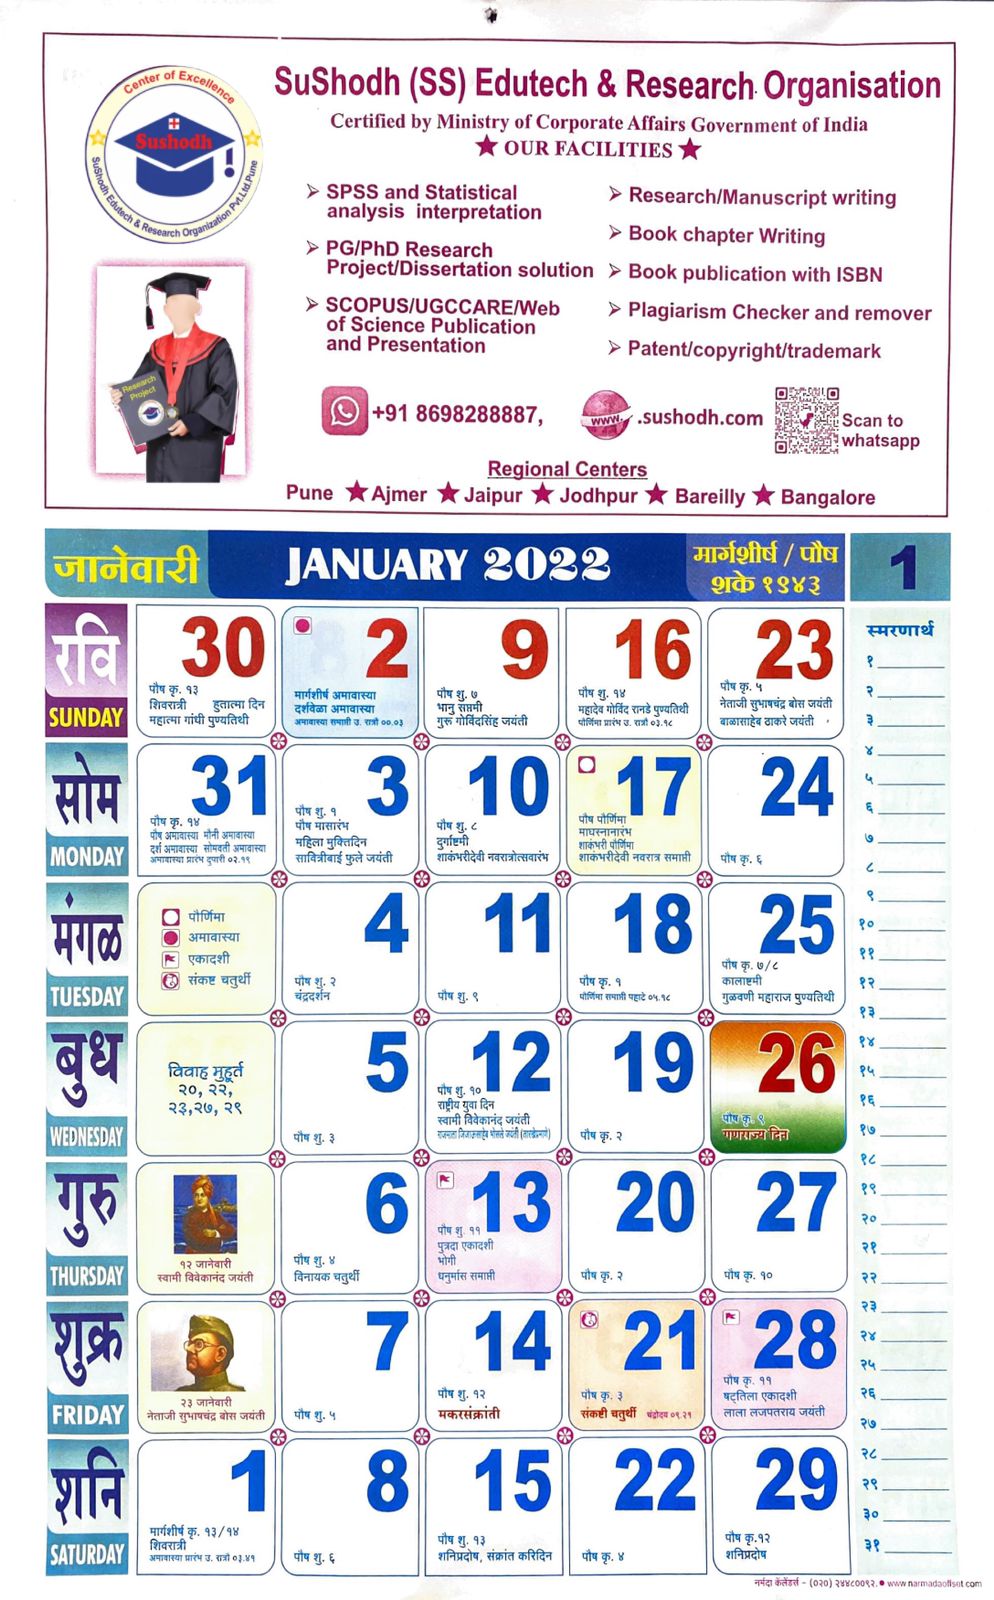 Center of Excellence
Sushodh
SuShodh Edutech & Research Organization Pvt.Ltd.Pune
SuShodh (SS) Edutech & Research Organisation
Certified by Ministry of Corporate Affairs Government of India
★ OUR FACILITIES ★
➢ SPSS and Statistical
analysis interpretation
➢ PG/PhD Research
Project/Dissertation solution
➢ SCOPUS/UGCCARE/Web
of Science Publication
and Presentation
➢ Research/Manuscript writing
➢ Book chapter Writing
➢ Book publication with ISBN
➢ Plagiarism Checker and remover
➢ Patent/copyright/trademark
Research
Project
+91 8698288887,
www. .sushodh.com
Scan to
whatsapp
Regional Centers
Pune ★ Ajmer ★ Jaipur ★ Jodhpur ★ Bareilly ★ Bangalore
जानेवारी
JANUARY 2022
मार्गशीर्ष / पौष
शके १९४३
1
रवि
SUNDAY
30
पौष कृ. १३
शिवरात्री हुतात्मा दिन
महात्मा गांधी पुण्यतिथी
2
मार्गशीर्ष अमावास्या
दर्शवेळा अमावास्या
अमावास्या समाप्ती उ. रात्रौ ००.०३
9
पौष शु. ७
भानु सप्तमी
गुरू गोविंदसिंह जयंती
16
पौष शु. १४
महादेव गोविंद रानडे पुण्यतिथी
पौर्णिमा प्रारंभ उ. रात्रौ ०३.१८
23
पौष कृ. ५
नेताजी सुभाषचंद्र बोस जयंती
बाळासाहेब ठाकरे जयंती
सोम
MONDAY
31
पौष कृ. १४
पौष अमावास्या मौनी अमावास्या
दर्श अमावास्या सोमवती अमावास्या
अमावास्या प्रारंभ दुपारी ०२.१९
3
पौष शु. १
पौष मासारंभ
महिला मुक्तिदिन
सावित्रीबाई फुले जयंती
10
पौष शु. ८
दुर्गाष्टमी
शाकंभरीदेवी नवरात्रोत्सवारंभ
17
पौष पौर्णिमा
माघस्नानारंभ
शाकंभरी पौर्णिमा
शाकंभरीदेवी नवरात्र समाप्ती
24
पौष कृ. ६
मंगळ
TUESDAY
पौर्णिमा
अमावास्या
एकादशी
संकष्ट चतुर्थी
4
पौष शु. २
चंद्रदर्शन
11
पौष शु. ९
18
पौष कृ. १
पौर्णिमा समाप्ती पहाटे ०५.१८
25
पौष कृ. ७/८
कालाष्टमी
गुळवणी महाराज पुण्यतिथी
बुध
WEDNESDAY
विवाह मुहूर्त
२०, २२,
२३,२७, २९
5
पौष शु. ३
12
पौष शु. १०
राष्ट्रीय युवा दिन
स्वामी विवेकानंद जयंती
राजमाता जिजाऊसाहेब भोसले जयंती (तारखेप्रमाणे)
19
पौष कृ. २
26
पौष कृ. ९
गणराज्य दिन
गुरु
THURSDAY
१२ जानेवारी
स्वामी विवेकानंद जयंती
6
पौष शु. ४
विनायक चतुर्थी
13
पौष शु. ११
पुत्रदा एकादशी
भोगी
धनुर्मास समाप्ती
20
पौष कृ. २
27
पौष कृ. १०
शुक्र
FRIDAY
२३ जानेवारी
नेताजी सुभाषचंद्र बोस जयंती
7
पौष शु. ५
14
पौष शु. १२
मकरसंक्रांती
21
पौष कृ. ३
संकष्टी चतुर्थी चंद्रोदय ०९.२१
28
पौष कृ. ११
षट्‌तिला एकादशी
लाला लजपतराय जयंती
शनि
SATURDAY
1
मार्गशीर्ष कृ. १३/१४
शिवरात्री
अमावास्या प्रारंभ उ. रात्रौ ०३.४१
8
पौष शु. ६
15
पौष शु. १३
शनिप्रदोष, संक्रांत करिदिन
22
पौष कृ. ४
29
पौष कृ.१२
शनिप्रदोष
स्मरणार्थ
१
२
३
४
५
६
७
८
९
१०
११
१२
१३
१४
१५
१६
१७
१८
१९
२०
२१
२२
२३
२४
२५
२६
२७
२८
२९
३०
३१
नर्मदा कॅलेंडर्स - (०२०) २४४८००९२. ● www.narmadaoffset.com